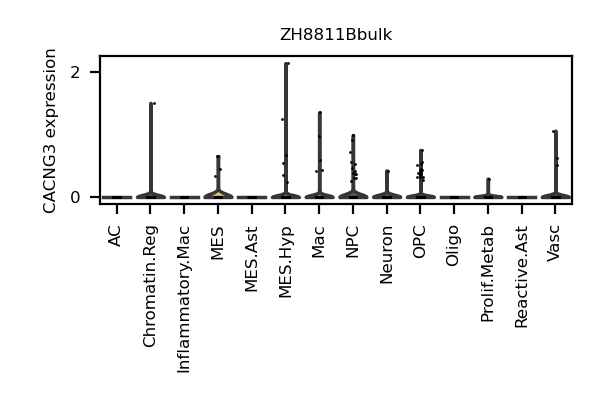 ZH8811Bbulk
CACNG3 expression
2
0
AC
Chromatin.Reg
Inflammatory.Mac
MES
MES.Ast
MES.Hyp
Mac
NPC
Neuron
OPC
Oligo
Prolif.Metab
Reactive.Ast
Vasc